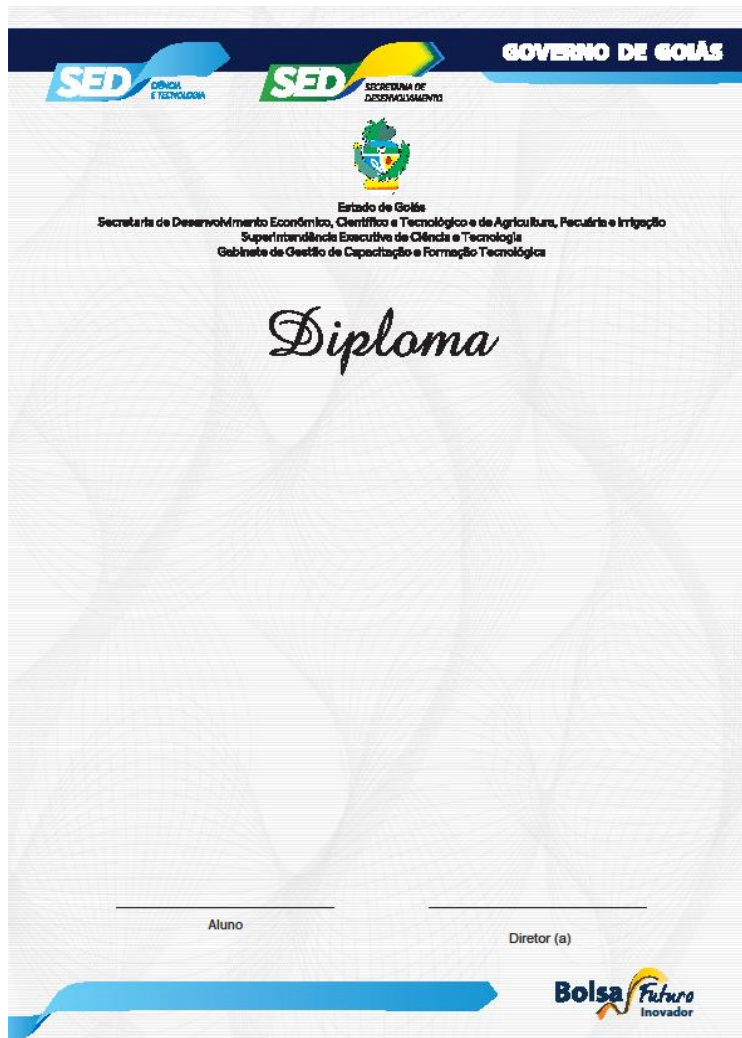 GOVERNO DE GOIÁS
SED CIÊNCIA
E TECNOLOGIA
SED SECRETARIA DE
DESENVOLVIMENTO
Estado de Goiás
Secretaria de Desenvolvimento Econômico, Científico e Tecnológico e de Agricultura, Pecuária e Irrigação
Superintendência Executiva de Ciência e Tecnologia
Gabinete de Gestão de Capacitação e Formação Tecnológica
Diploma
Aluno
Diretor (a)
Bolsa Futuro
Inovador